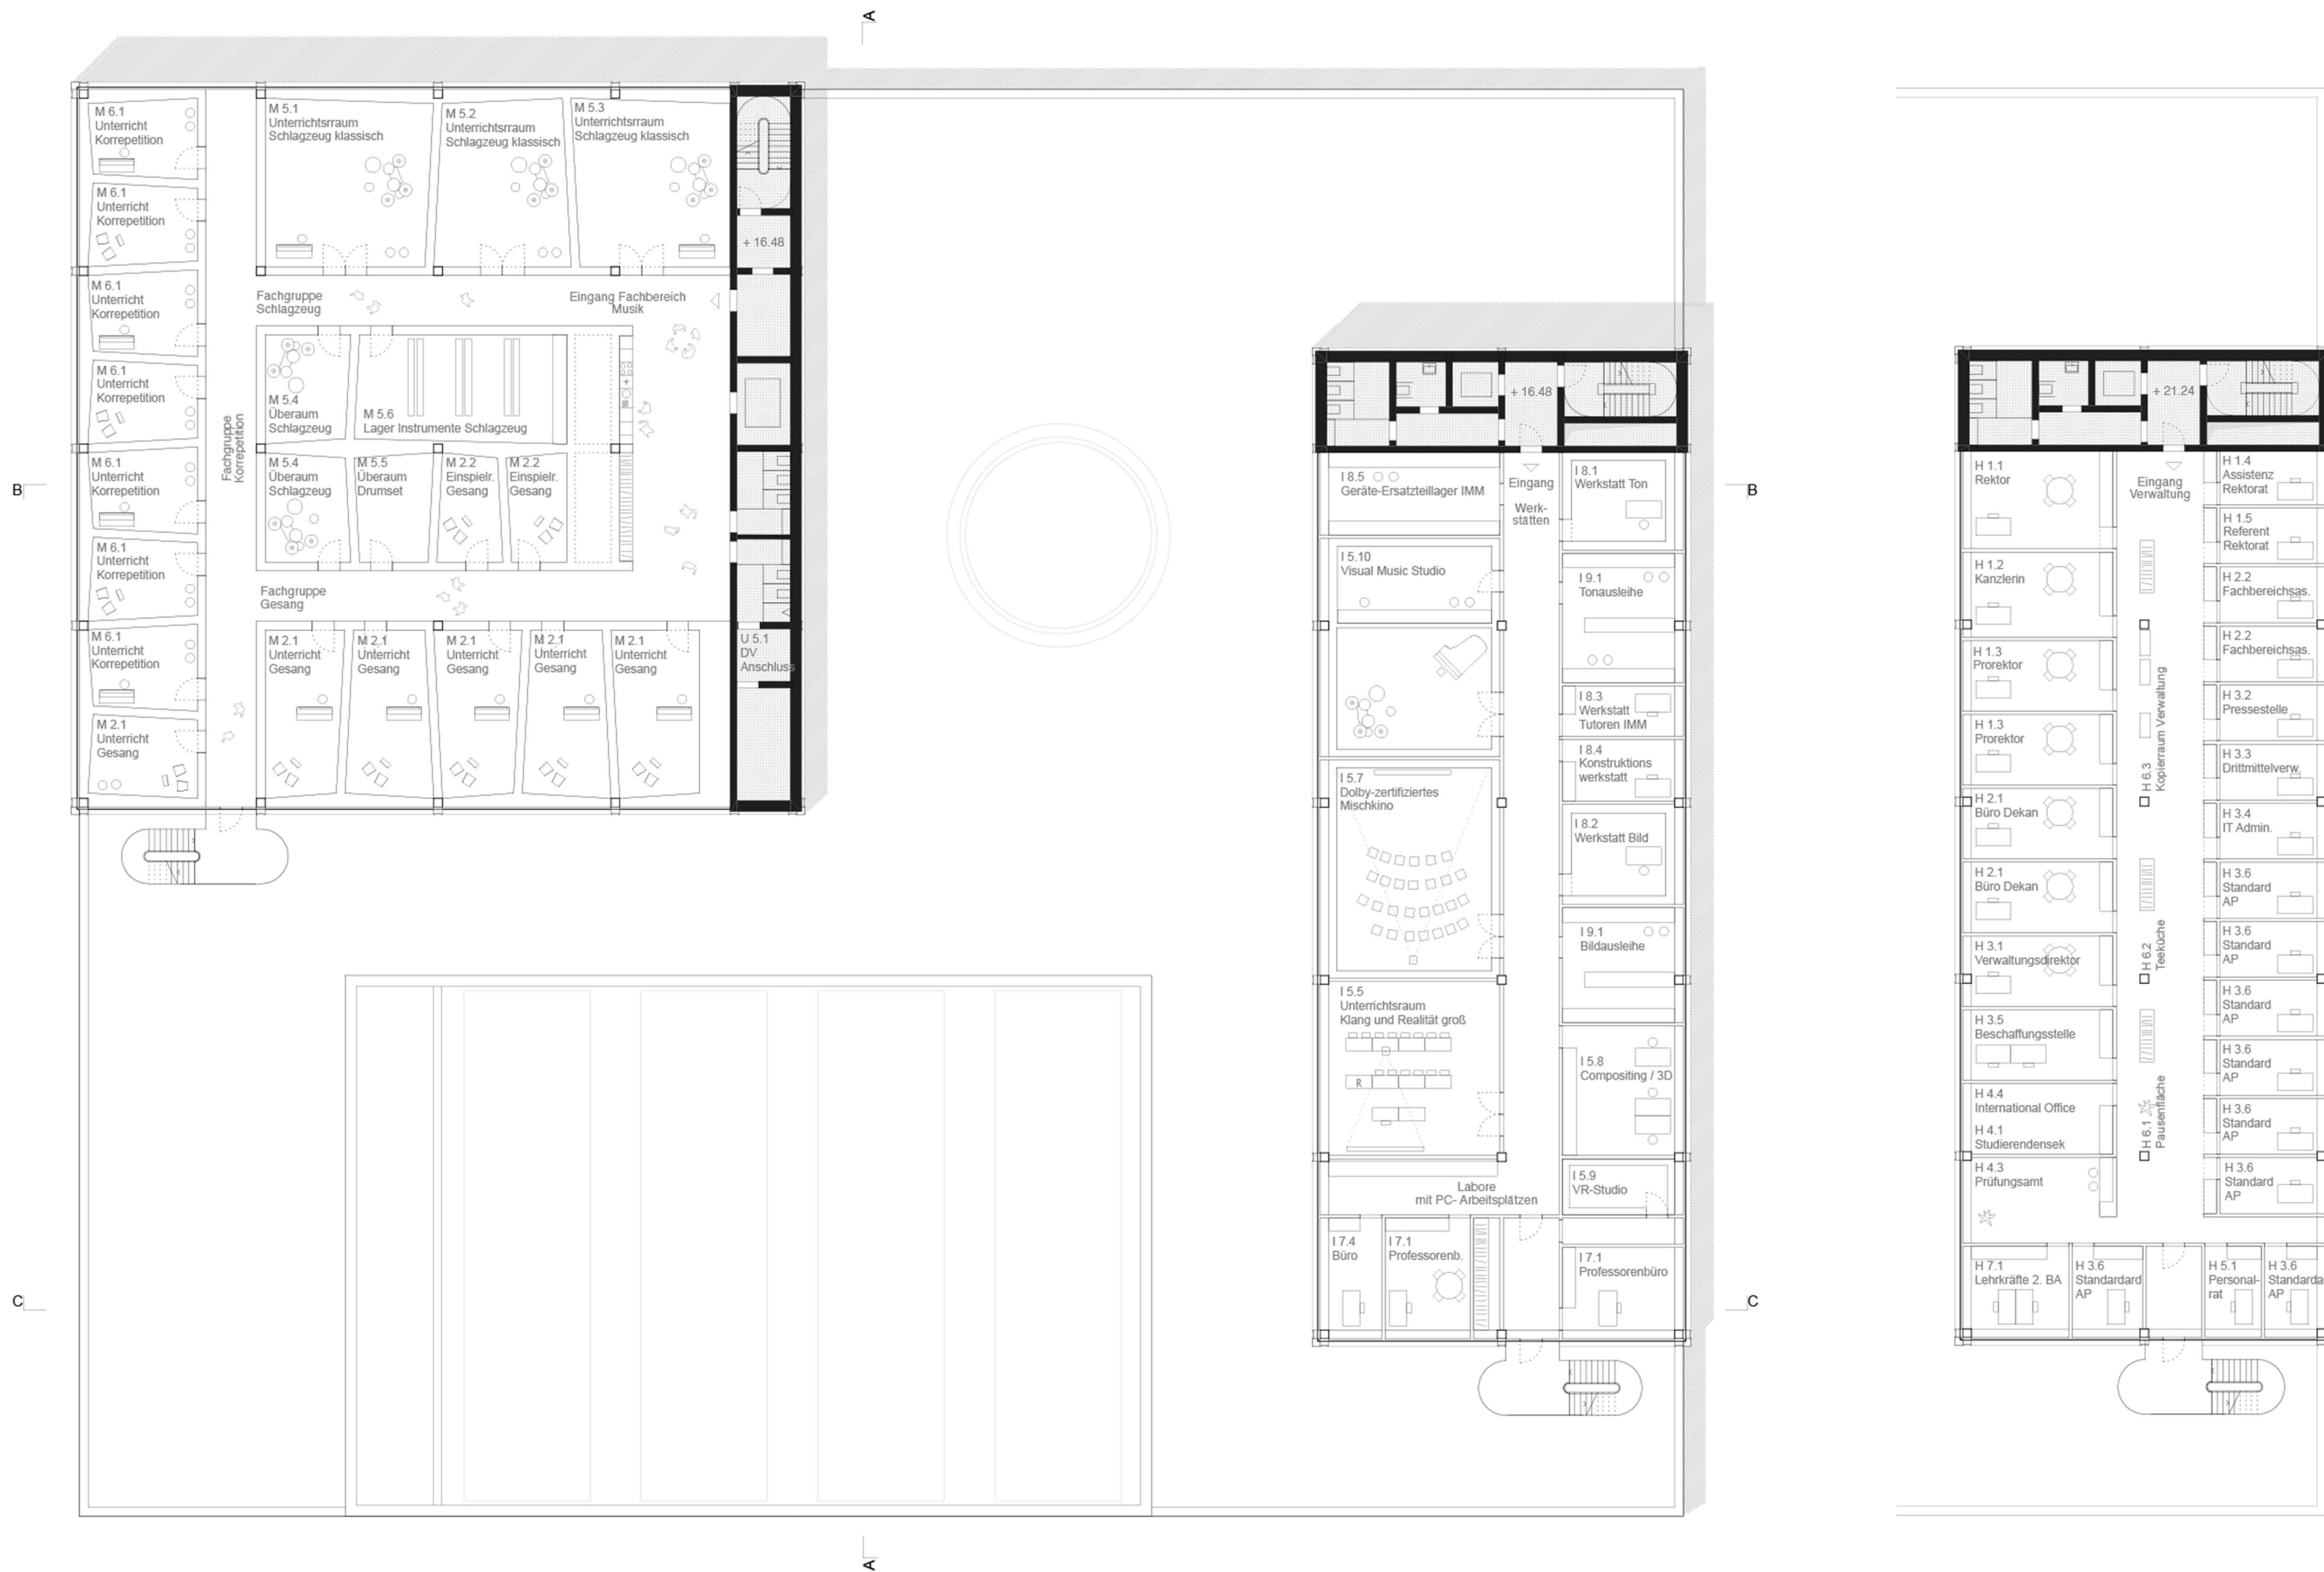 A
M 6.1
Unterricht
Korrepetition
M 5.1
Unterrichtsrraum
Schlagzeug klassisch
M 5.2
Unterrichtsrraum
Schlagzeug klassisch
M 5.3
Unterrichtsrraum
Schlagzeug klassisch
M 6.1
Unterricht
Korrepetition
+ 16.48
M 6.1
Unterricht
Korrepetition
Fachgruppe
Schlagzeug
Eingang Fachbereich
Musik
M 6.1
Unterricht
Korrepetition
M 5.4
Überaum
Schlagzeug
M 5.6
Lager Instrumente Schlagzeug
Fachgruppe
Korrepetition
M 6.1
Unterricht
Korrepetition
M 5.4
Überaum
Schlagzeug
M 5.5
Überaum
Drumset
M 2.2
Einspielr.
Gesang
M 2.2
Einspielr.
Gesang
B
B
M 6.1
Unterricht
Korrepetition
Fachgruppe
Gesang
M 6.1
Unterricht
Korrepetition
M 2.1
Unterricht
Gesang
M 2.1
Unterricht
Gesang
M 2.1
Unterricht
Gesang
M 2.1
Unterricht
Gesang
M 2.1
Unterricht
Gesang
U 5.1
DV
Anschluss
M 2.1
Unterricht
Gesang
+ 16.48
I 8.5
Geräte-Ersatzteillager IMM
Eingang
Werk-
stätten
I 8.1
Werkstatt Ton
I 5.10
Visual Music Studio
I 9.1
Tonausleihe
I 8.3
Werkstatt
Tutoren IMM
I 8.4
Konstruktions
werkstatt
I 5.7
Dolby-zertifiziertes
Mischkino
I 8.2
Werkstatt Bild
I 9.1
Bildausleihe
I 5.5
Unterrichtsraum
Klang und Realität groß
R
I 5.8
Compositing / 3D
I 5.9
VR-Studio
Labore
mit PC- Arbeitsplätzen
I 7.4
Büro
I 7.1
Professorenb.
I 7.1
Professorenbüro
C
C
A
+ 21.24
H 1.1
Rektor
Eingang
Verwaltung
H 1.4
Assistenz
Rektorat
H 1.5
Referent
Rektorat
H 1.2
Kanzlerin
H 2.2
Fachbereichsas.
H 1.3
Prorektor
H 2.2
Fachbereichsas.
H 3.2
Pressestelle
H 1.3
Prorektor
H 6.3
Kopierraum Verwaltung
H 3.3
Drittmittelverw.
H 2.1
Büro Dekan
H 3.4
IT Admin.
H 2.1
Büro Dekan
H 3.6
Standard
AP
H 3.1
Verwaltungsdirektor
H 6.2
Teeküche
H 3.6
Standard
AP
H 3.5
Beschaffungsstelle
H 3.6
Standard
AP
H 3.6
Standard
AP
H 4.4
International Office
H 4.1
Studierendensek
H 6.1
Pausenfläche
H 3.6
Standard
AP
H 4.3
Prüfungsamt
H 3.6
Standard
AP
H 7.1
Lehrkräfte 2. BA
H 3.6
Standardard
AP
H 5.1
Personal-
rat
H 3.6
Standarda
AP